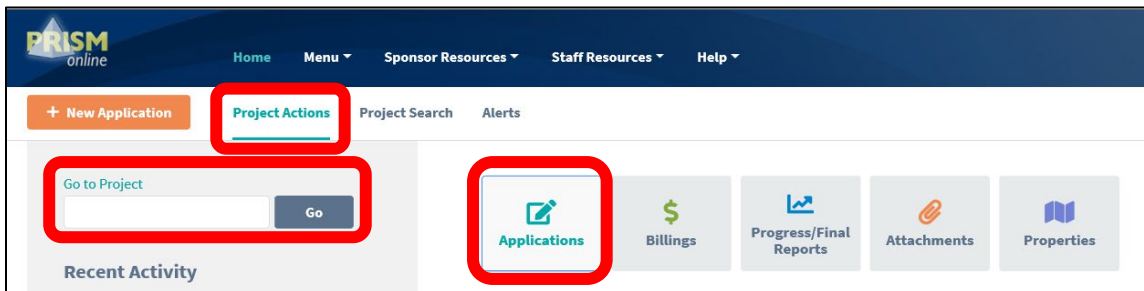 PRISM
online
Home Menu Sponsor Resources Staff Resources Help
+ New Application Project Actions Project Search Alerts
Go to Project
Go
Applications
$
Billings
Progress/Final
Reports
Attachments
Properties
Recent Activity